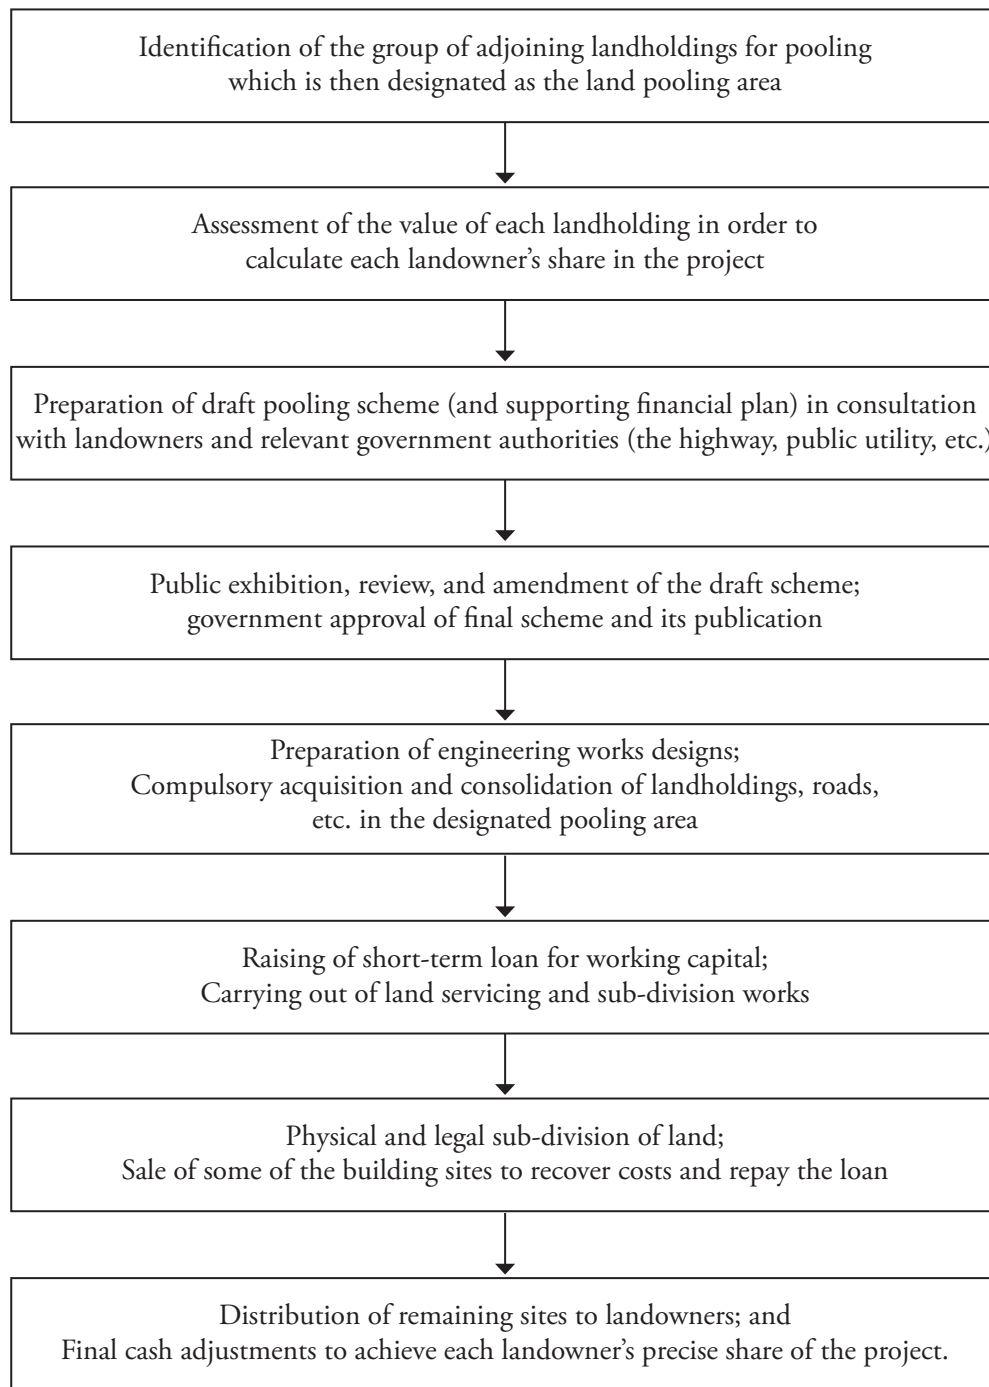 Identification of the group of adjoining landholdings for pooling
which is then designated as the land pooling area
Assessment of the value of each landholding in order to
calculate each landowner’s share in the project
Preparation of draft pooling scheme (and supporting financial plan) in consultation
with landowners and relevant government authorities (the highway, public utility, etc.)
Public exhibition, review, and amendment of the draft scheme;
government approval of final scheme and its publication
Preparation of engineering works designs;
Compulsory acquisition and consolidation of landholdings, roads,
etc. in the designated pooling area
Raising of short-term loan for working capital;
Carrying out of land servicing and sub-division works
Physical and legal sub-division of land;
Sale of some of the building sites to recover costs and repay the loan
Distribution of remaining sites to landowners; and
Final cash adjustments to achieve each landowner’s precise share of the project.